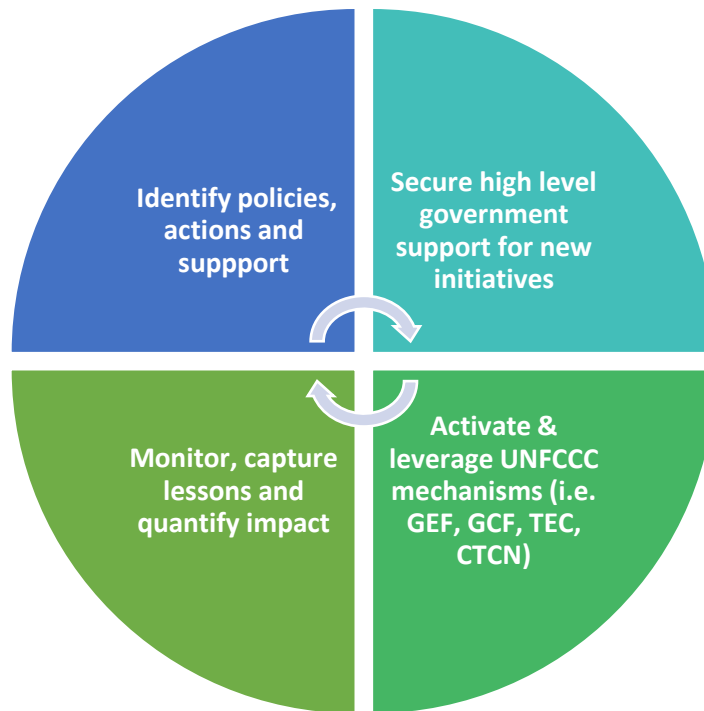 Identify policies,
actions and
suppport
Secure high level
government
support for new
initiatives
Monitor, capture
lessons and
quantify impact
Activate &
leverage UNFCCC
mechanisms (i.e.
GEF, GCF, TEC,
CTCN)